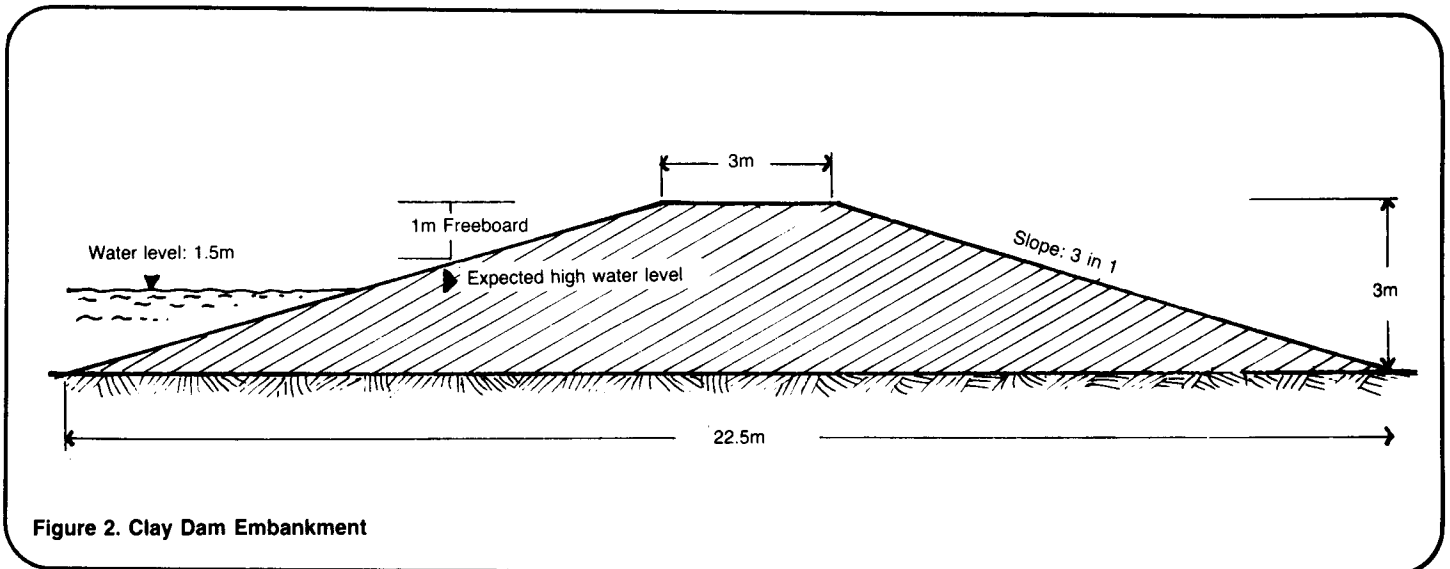 3m
1m Freeboard
Water level: 1.5m
Slope: 3 in 1
Expected high water level
3m
22.5m
Figure 2. Clay Dam Embankment